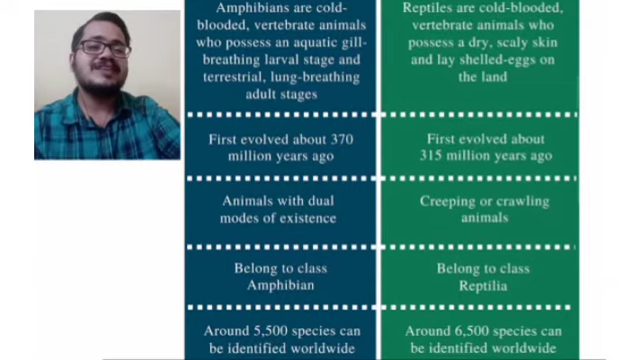 Amphibians are cold-
blooded, vertebrate animals
who possess an aquatic gill-
breathing larval stage and
terrestrial, lung-breathing
adult stages
Reptiles are cold-blooded,
vertebrate animals who
possess a dry, scaly skin
and lay shelled-eggs on
the land
First evolved about 370
million years ago
First evolved about
315 million years ago
Animals with dual
modes of existence
Creeping or crawling
animals
Belong to class
Amphibian
Belong to class
Reptilia
Around 5,500 species can
be identified worldwide
Around 6,500 species can
be identified worldwide